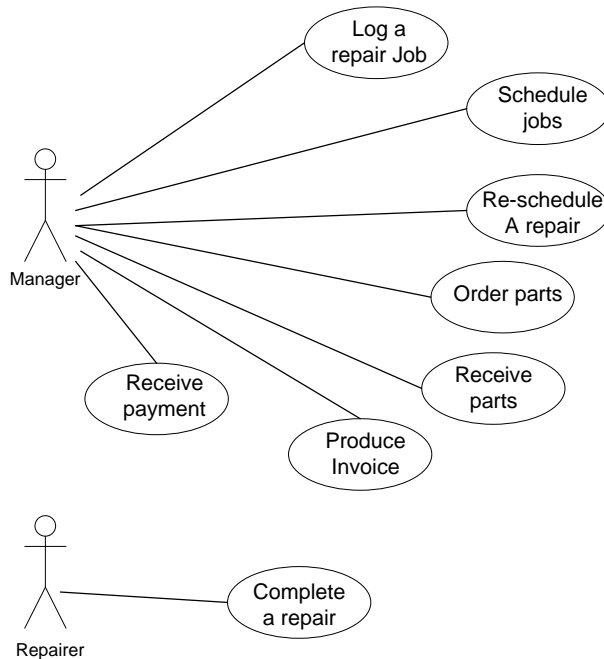 Log a
repair Job
Schedule
jobs
Re-schedule
A repair
Manager
Order parts
Receive
parts
Receive
payment
Produce
Invoice
Complete
a repair
Repairer